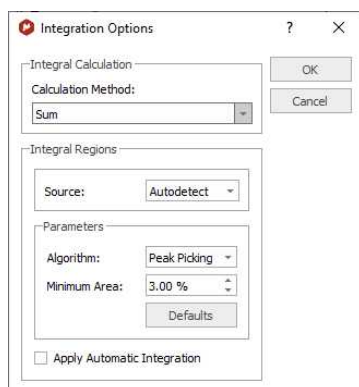 Integration Options ? ×
Integral Calculation
OK
Calculation Method:
Cancel
Sum
Integral Regions
Source: Autodetect
Parameters
Algorithm: Peak Picking
Minimum Area: 3.00 %
Defaults
Apply Automatic Integration